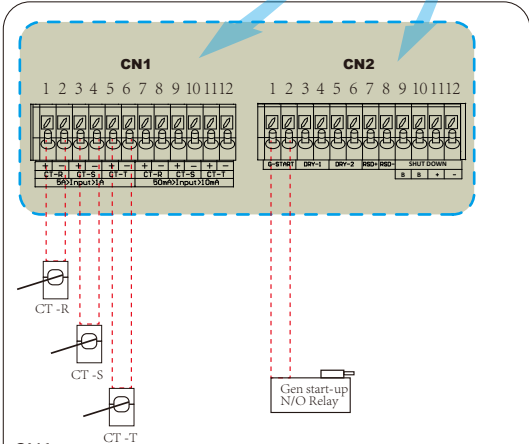 CN1 CN2
1 2 3 4 5 6 7 8 9 10 11 12 1 2 3 4 5 6 7 8 9 10 11 12
+ - + - + - + - + - + -
CT-R CT-S CT-T CT-R CT-S CT-T
5A>Input>1A 50mA>Input>10mA
G-START DRY-1 DRY-2 RSD+ RSD- SHUT DOWN
B B + -
CT -R
CT -S
CT -T
Gen start-up
N/O Relay